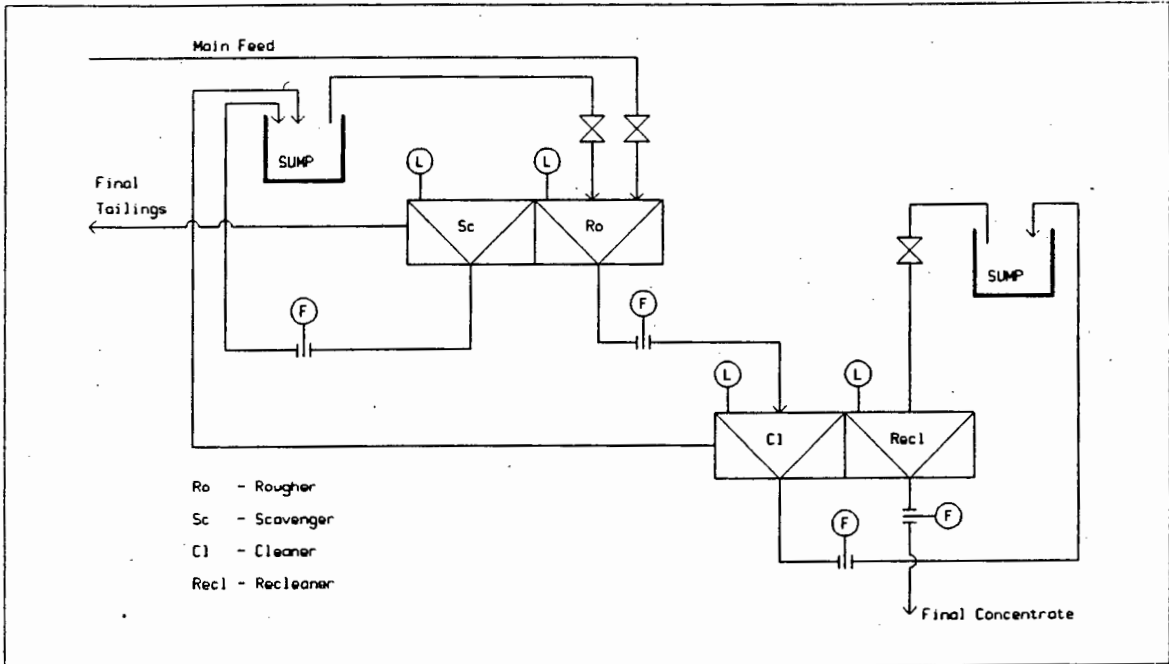 Main Feed
SUMP
L
L
Final
Tailings
Sc
Ro
SUMP
F
F
L
L
Cl
Recl
Ro - Rougher
Sc - Scavenger
F
F
Cl - Cleaner
Recl - Recleaner
Final Concentrate